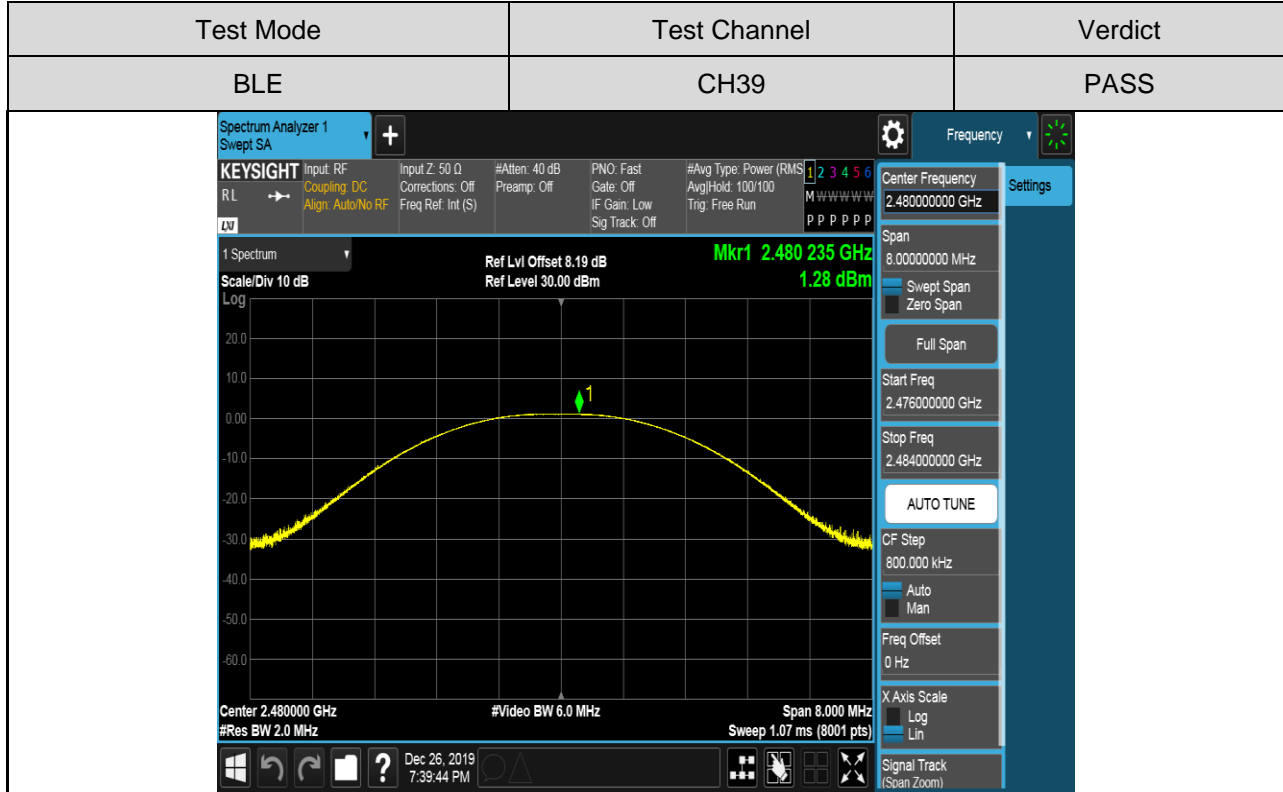 Test Mode Test Channel Verdict
BLE CH39 PASS
Spectrum Analyzer 1
Swept SA
Frequency
KEYSIGHT
R L
LXI
Input: RF
Coupling: DC
Align: Auto/No RF
Input Z: 50 Ω
Corrections: Off
Freq Ref: Int (S)
#Atten: 40 dB
Preamp: Off
PNO: Fast
Gate: Off
IF Gain: Low
Sig Track: Off
#Avg Type: Power (RMS
Avg|Hold: 100/100
Trig: Free Run
1 2 3 4 5 6
M W W W W W
P P P P P P
1 Spectrum
Scale/Div 10 dB
Ref Lvl Offset 8.19 dB
Ref Level 30.00 dBm
Mkr1 2.480 235 GHz
1.28 dBm
Log
20.0
10.0
0.00
-10.0
-20.0
-30.0
-40.0
-50.0
-60.0
1
Center 2.480000 GHz
#Res BW 2.0 MHz
#Video BW 6.0 MHz
Span 8.000 MHz
Sweep 1.07 ms (8001 pts)
Dec 26, 2019
7:39:44 PM
Center Frequency
2.480000000 GHz
Settings
Span
8.00000000 MHz
Swept Span
Zero Span
Full Span
Start Freq
2.476000000 GHz
Stop Freq
2.484000000 GHz
AUTO TUNE
CF Step
800.000 kHz
Auto
Man
Freq Offset
0 Hz
X Axis Scale
Log
Lin
Signal Track
(Span Zoom)